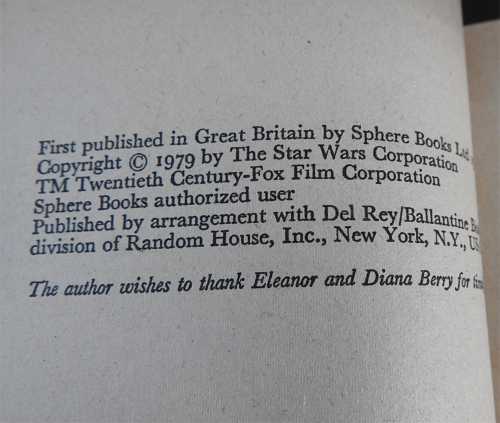 First published in Great Britain by Sphere Books Ltd
Copyright © 1979 by The Star Wars Corporation
TM Twentieth Century-Fox Film Corporation
Sphere Books authorized user
Published by arrangement with Del Rey/Ballantine
division of Random House, Inc., New York, N.Y.,
The author wishes to thank Eleanor and Diana Berry for